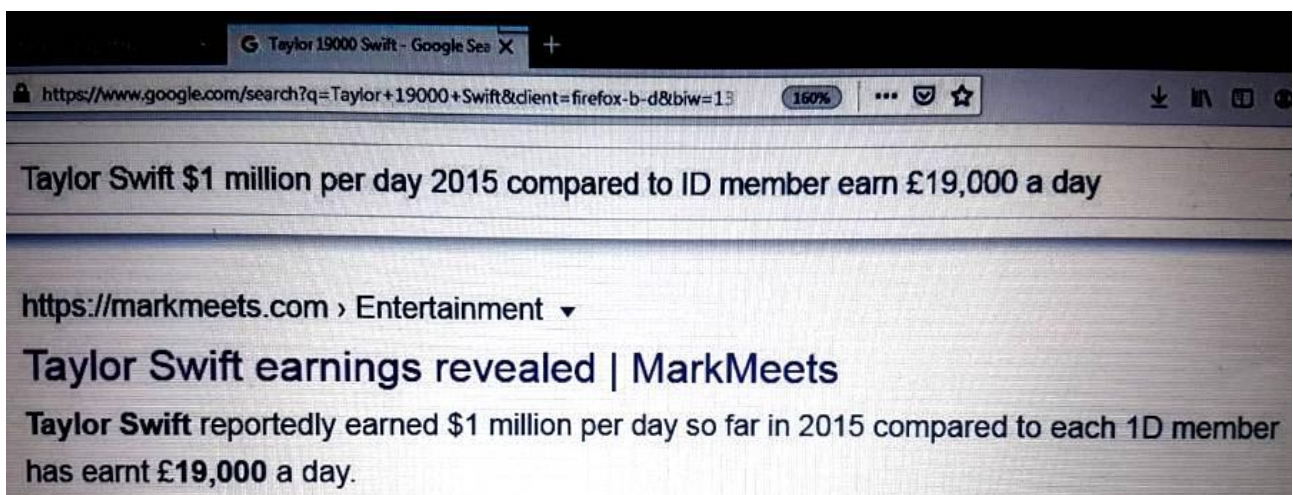 Taylor 19000 Swift - Google Sea
https://www.google.com/search?q=Taylor+19000+Swift&client=firefox-b-d&biw=13
160%
Taylor Swift $1 million per day 2015 compared to ID member earn £19,000 a day
https://markmeets.com › Entertainment
Taylor Swift earnings revealed | MarkMeets
Taylor Swift reportedly earned $1 million per day so far in 2015 compared to each 1D member
has earnt £19,000 a day.